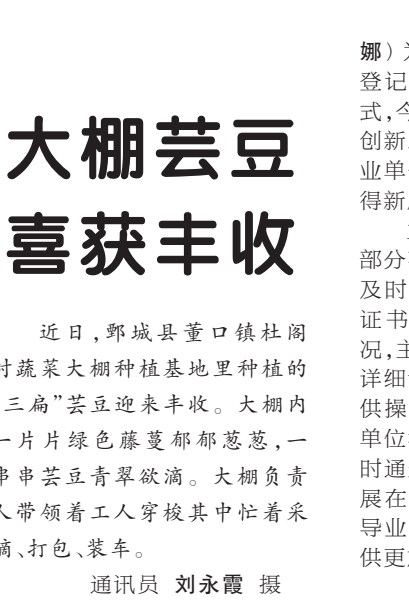 大棚芸豆
喜获丰收
近日,鄄城县董口镇杜阁
村蔬菜大棚种植基地里种植的
三扁”芸豆迎来丰收。大棚内
一片片绿色藤蔓郁郁葱葱,一
串串芸豆青翠欲滴。大棚负责
人带领着工人穿梭其中忙着采
摘、打包、装车。
通讯员 刘永霞 摄
娜)
登记
式,今
创新
业单
得新
部分
及时
证书
况,主
详细
供操
单位
时通
展在
导业
供更